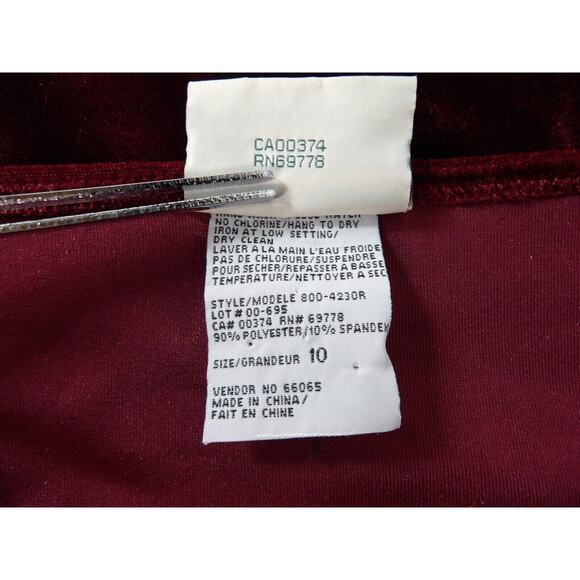 CA00374
RN69778
NO CHLORINE/HANG TO DRY
IRON AT LOW SETTING/
DRY CLEAN
LAVER A LA MAIN L'EAU FROIDE
PAS DE CHLORURE/SUSPENDRE
POUR SECHER/REPASSER A BASSE
TEMPERATURE/NETTOYER A SEC
STYLE/MODELE 800-4230R
LOT # 00-695
CA# 00374 RN# 69778
90% POLYESTER/10% SPANDEX
SIZE/GRANDEUR 10
VENDOR NO 66065
MADE IN CHINA/
FAIT EN CHINE